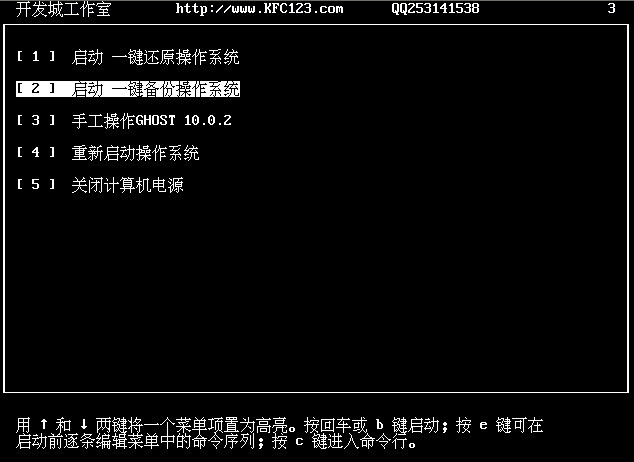 开发城工作室 http://www.KFC123.com QQ253141538 3
[ 1 ] 启动 一键还原操作系统
[ 2 ] 启动 一键备份操作系统
[ 3 ] 手工操作GHOST 10.0.2
[ 4 ] 重新启动操作系统
[ 5 ] 关闭计算机电源
用 ↑ 和 ↓ 两键将一个菜单项置为高亮。按回车或 b 键启动；按 e 键可在
启动前逐条编辑菜单中的命令序列；按 c 键进入命令行。